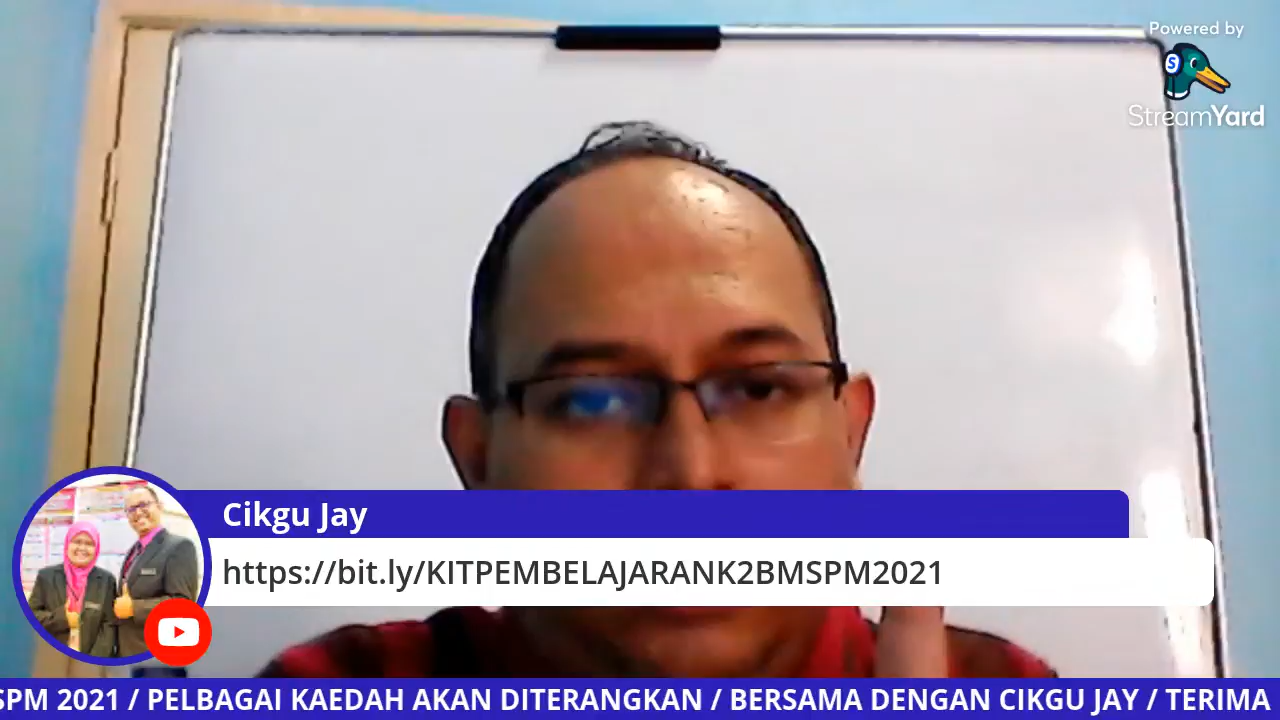 Powered by
S
StreamYard
Cikgu Jay
https://bit.ly/KITPEMBELAJARANK2BMSPM2021
SPM 2021 / PELBAGAI KAEDAH AKAN DITERANGKAN / BERSAMA DENGAN CIKGU JAY / TERIMA